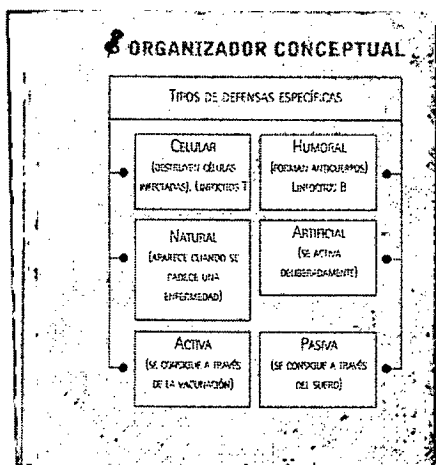 ORGANIZADOR CONCEPTUAL
TIPOS DE DEFENSAS ESPECÍFICAS
CELULAR
(DESTRUYEN CÉLULAS
INFECTADAS). LINFOCITOS T
HUMORAL
(FORMAN ANTICUERPOS)
LINFOCITOS B
NATURAL
(APARECE CUANDO SE
PADECE UNA
ENFERMEDAD)
ARTIFICIAL
(SE ACTIVA
DELIBERADAMENTE)
ACTIVA
(SE CONSIGUE A TRAVÉS
DE LA VACUNACIÓN)
PASIVA
(SE CONSIGUE A TRAVÉS
DEL SUERO)